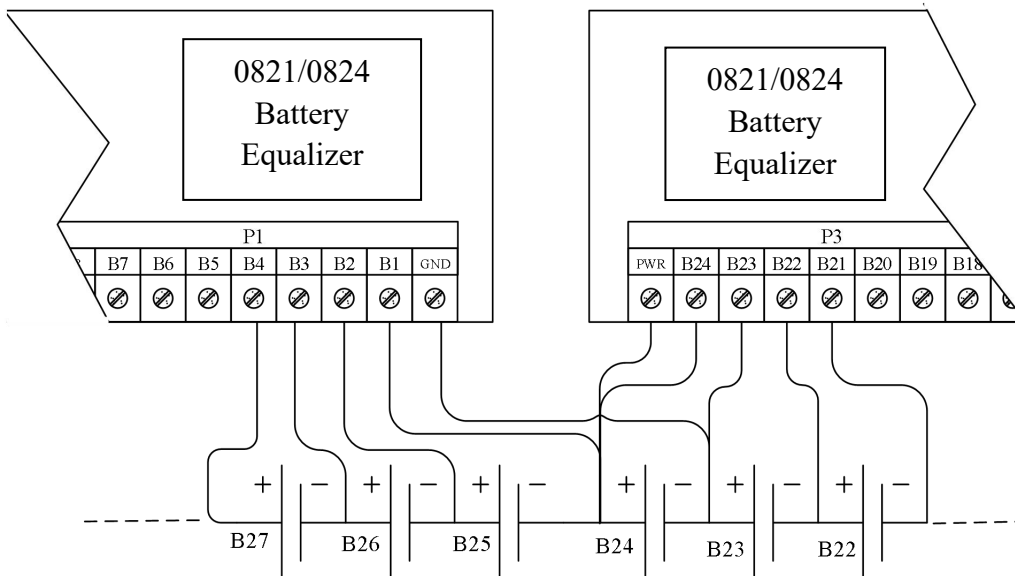 0821/0824
Battery
Equalizer
0821/0824
Battery
Equalizer
P1
B7 B6 B5 B4 B3 B2 B1 GND
P3
PWR B24 B23 B22 B21 B20 B19 B18
+ − + − + − + − + − + −
B27 B26 B25 B24 B23 B22